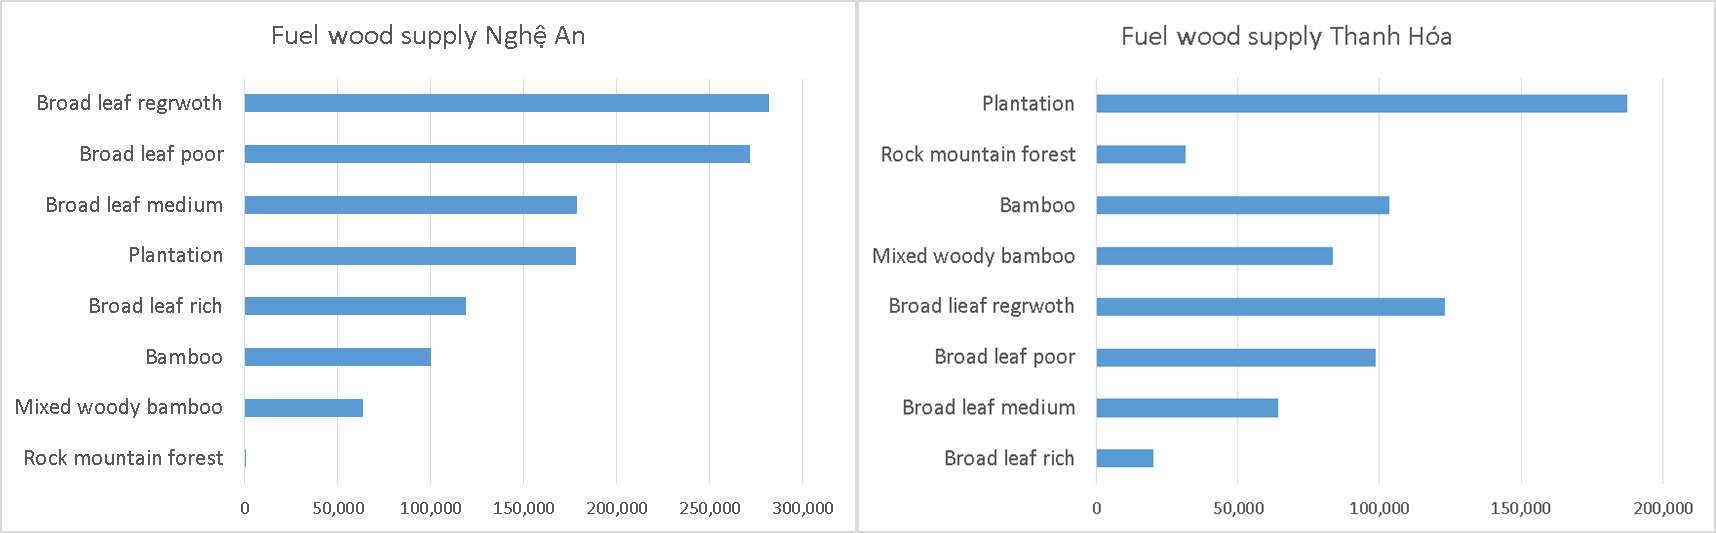 Fuel wood supply Nghệ An
Broad leaf regrwoth
Broad leaf poor
Broad leaf medium
Plantation
Broad leaf rich
Bamboo
Mixed woody bamboo
Rock mountain forest
0 50,000 100,000 150,000 200,000 250,000 300,000
Fuel wood supply Thanh Hóa
Plantation
Rock mountain forest
Bamboo
Mixed woody bamboo
Broad lieaf regrwoth
Broad leaf poor
Broad leaf medium
Broad leaf rich
0 50,000 100,000 150,000 200,000